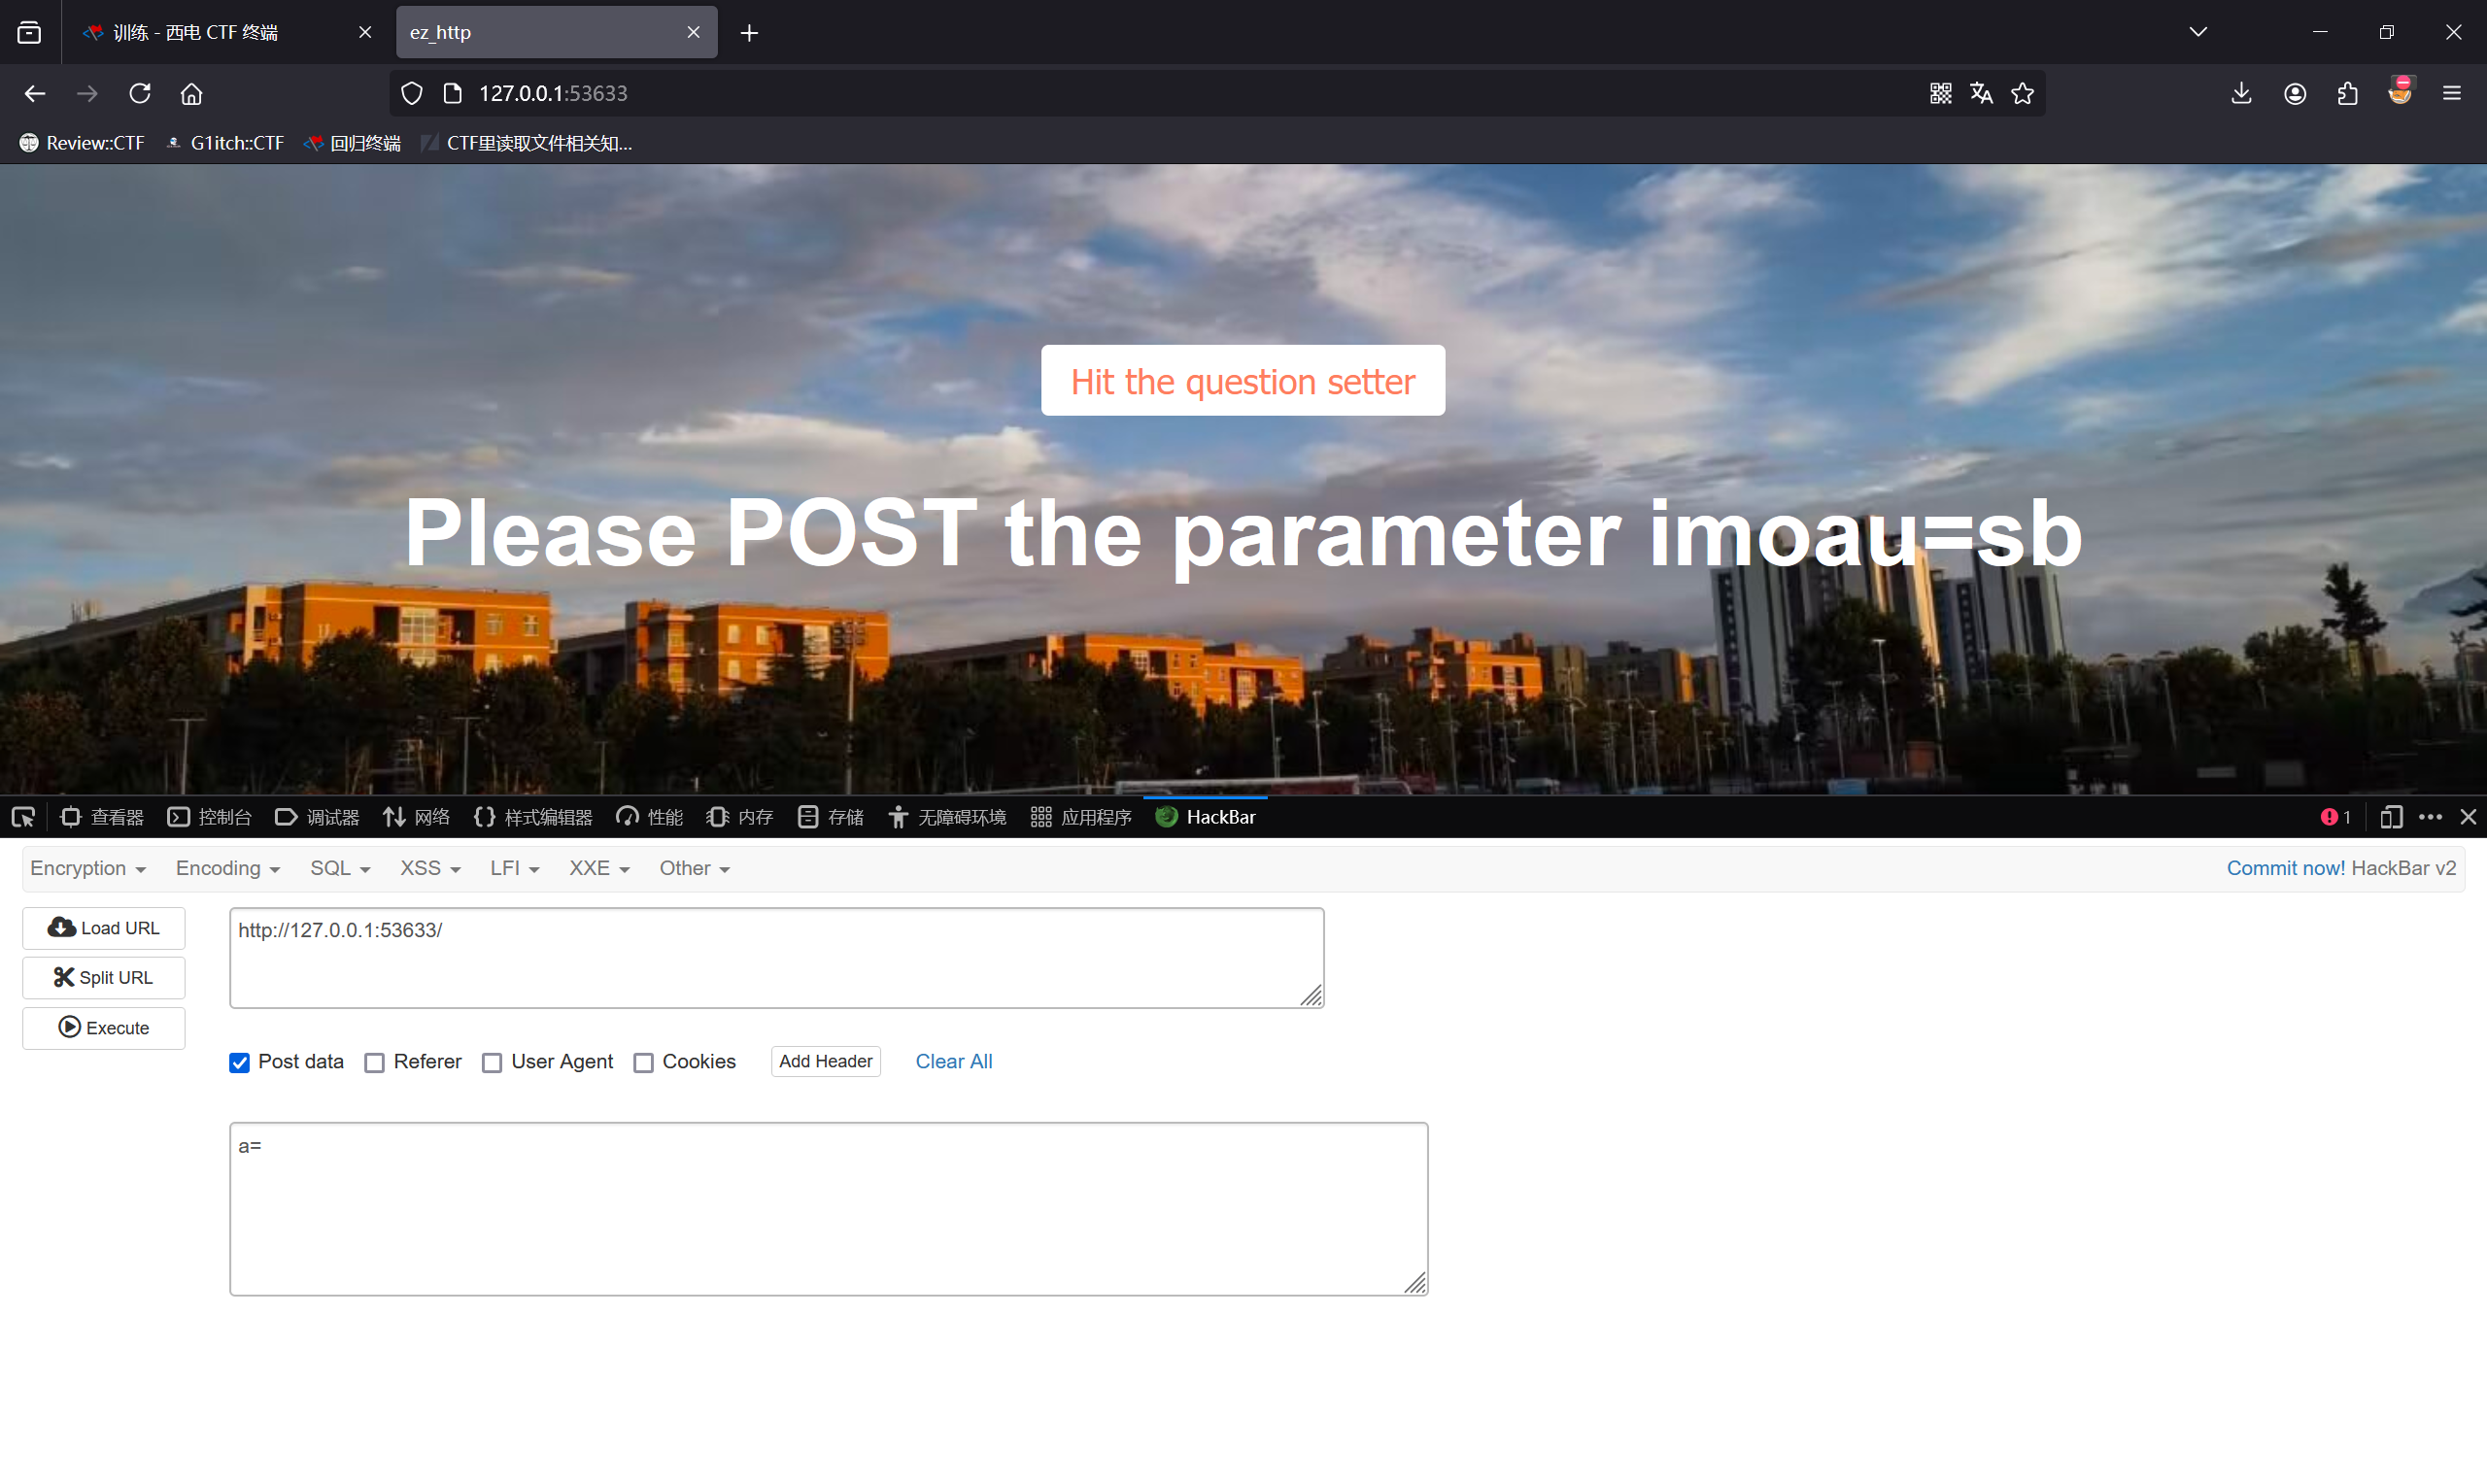 训练 - 西电 CTF 终端
ez_http
127.0.0.1:53633
Review::CTF
G1itch::CTF
回归终端
CTF里读取文件相关知...
Hit the question setter
Please POST the parameter imoau=sb
查看器
控制台
调试器
网络
样式编辑器
性能
内存
存储
无障碍环境
应用程序
HackBar
1
Encryption
Encoding
SQL
XSS
LFI
XXE
Other
Commit now! HackBar v2
Load URL
http://127.0.0.1:53633/
Split URL
Execute
Post data
Referer
User Agent
Cookies
Add Header
Clear All
a=